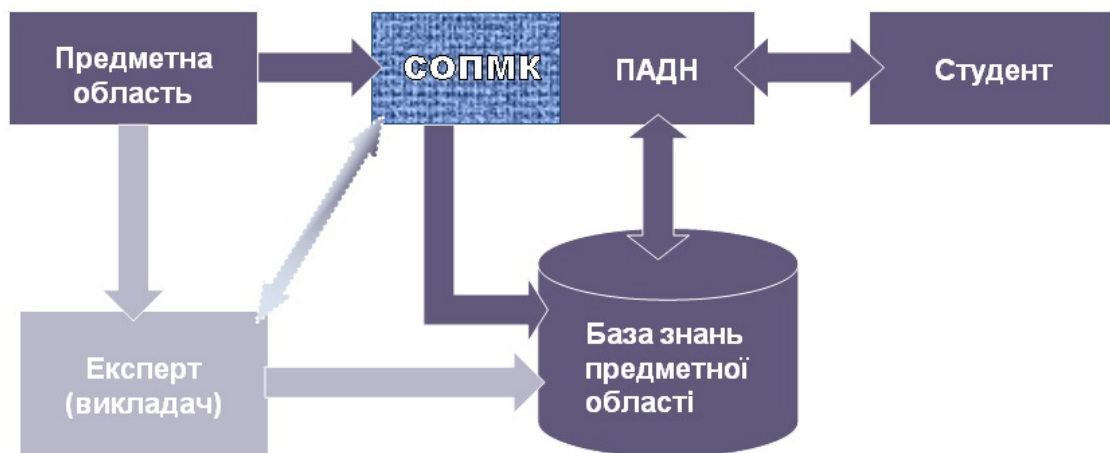 Предметна
область
СОПМК
ПАДН
Студент
Експерт
(викладач)
База знань
предметної
області